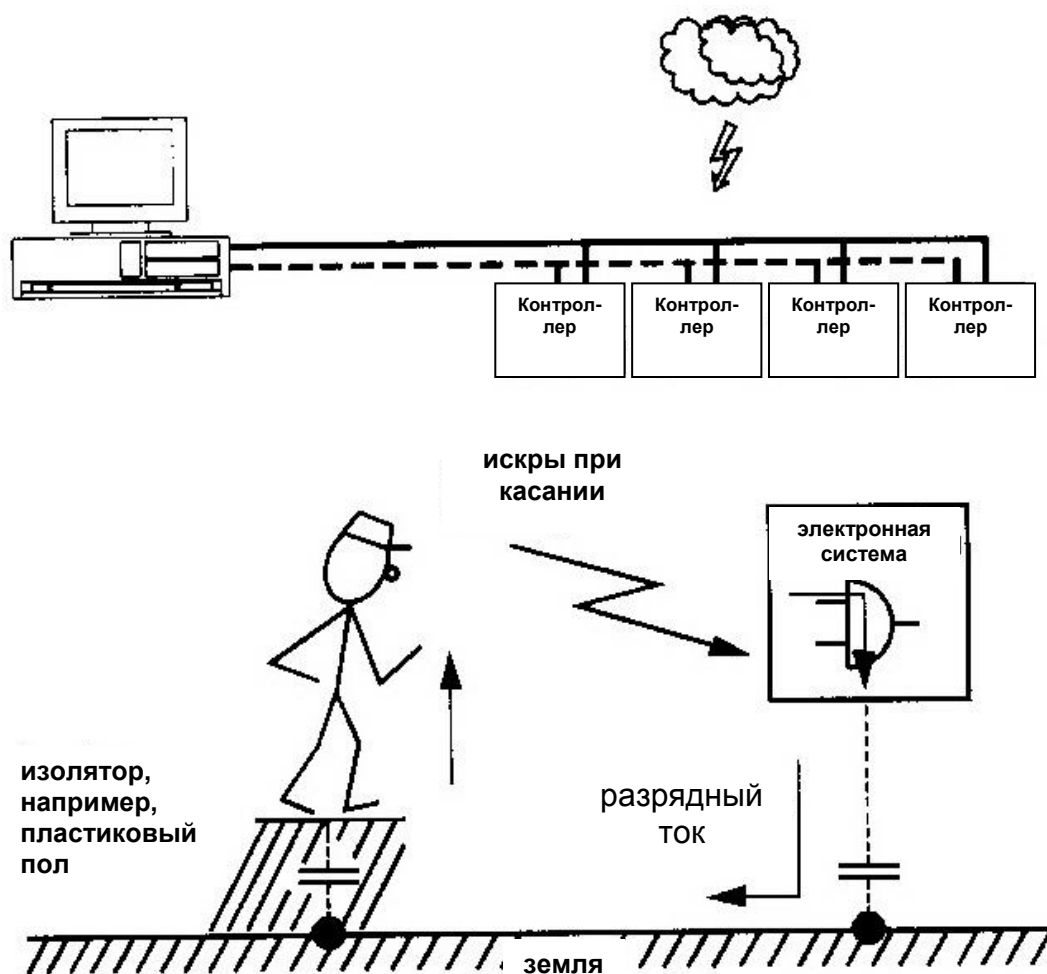 Контрол-
лер
Контрол-
лер
Контрол-
лер
Контрол-
лер
искры при
касании
электронная
система
изолятор,
например,
пластиковый
пол
разрядный
ток
земля